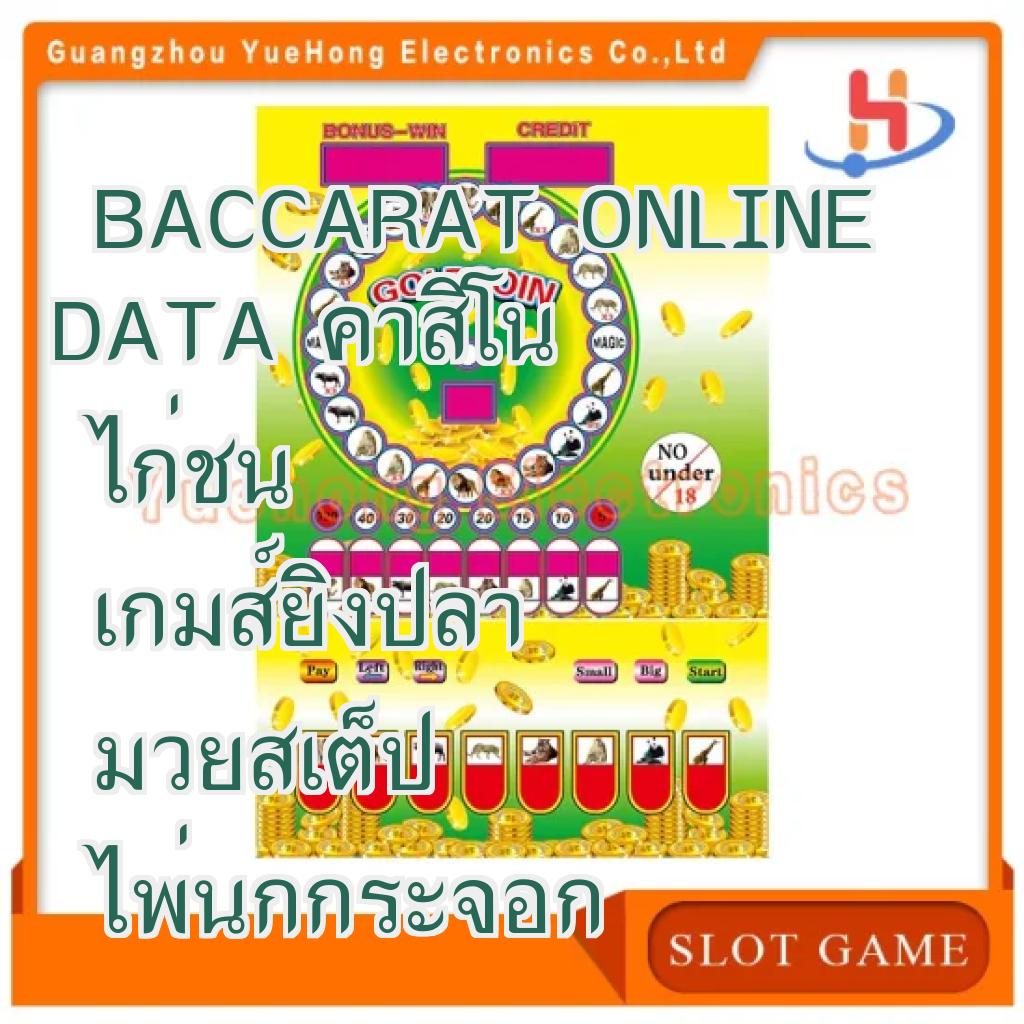 Guangzhou YueHong Electronics Co.,Ltd
BONUS-WIN CREDIT
BACCARAT ONLINE
DATA คาสิโน
MAGIC
ไก่ชน
NO
under
18
Yuehong electronics
40 30 20 20 15 10 5
เกมส์ยิงปลา
Pay Left Right Small Big Start
มวยสเต็ป
ไพ่นกกระจอก
SLOT GAME